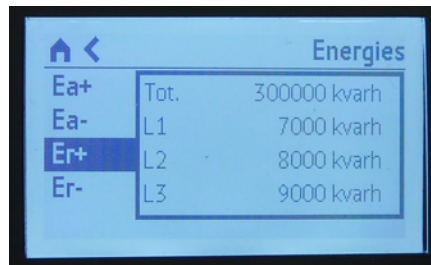 Energies
Ea+
Ea-
Er+
Er-
Tot. 300000 kvarh
L1 7000 kvarh
L2 8000 kvarh
L3 9000 kvarh